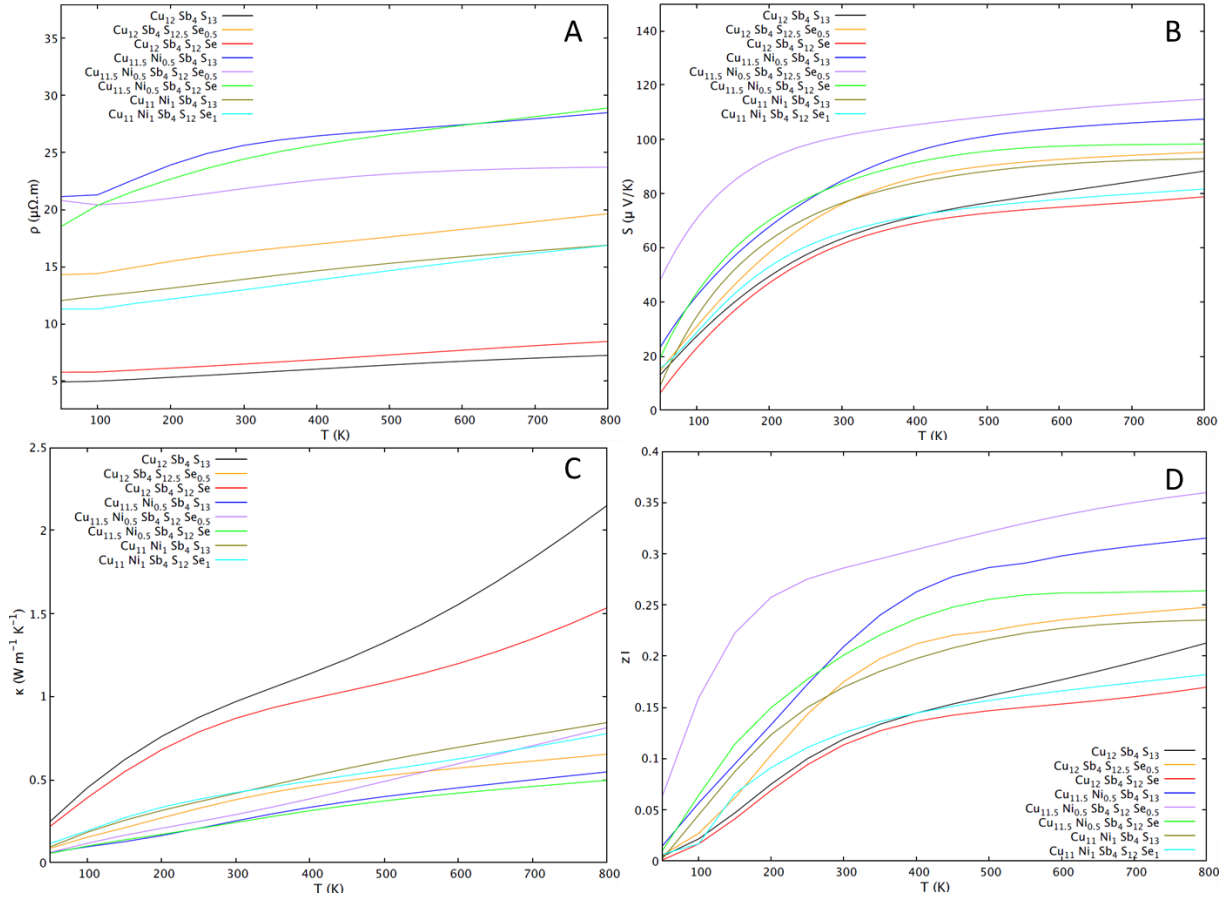 A
Cu12 Sb4 S13
Cu12 Sb4 S12.5 Se0.5
Cu12 Sb4 S12 Se
Cu11.5 Ni0.5 Sb4 S13
Cu11.5 Ni0.5 Sb4 S12 Se0.5
Cu11.5 Ni0.5 Sb4 S12 Se
Cu11 Ni1 Sb4 S13
Cu11 Ni1 Sb4 S12 Se1
35
30
25
20
15
10
5
ρ (μΩ.m)
100 200 300 400 500 600 700 800
T (K)
B
Cu12 Sb4 S13
Cu12 Sb4 S12.5 Se0.5
Cu12 Sb4 S12 Se
Cu11.5 Ni0.5 Sb4 S13
Cu11.5 Ni0.5 Sb4 S12.5 Se0.5
Cu11.5 Ni0.5 Sb4 S12 Se
Cu11 Ni1 Sb4 S13
Cu11 Ni1 Sb4 S12 Se1
140
120
100
80
60
40
20
0
S (μ V/K)
100 200 300 400 500 600 700 800
T (K)
C
Cu12 Sb4 S13
Cu12 Sb4 S12.5 Se0.5
Cu12 Sb4 S12 Se
Cu11.5 Ni0.5 Sb4 S13
Cu11.5 Ni0.5 Sb4 S12 Se0.5
Cu11.5 Ni0.5 Sb4 S12 Se
Cu11 Ni1 Sb4 S13
Cu11 Ni1 Sb4 S12 Se1
2.5
2
1.5
1
0.5
0
κ (W m−1 K−1)
100 200 300 400 500 600 700 800
T (K)
D
0.4
0.35
0.3
0.25
0.2
0.15
0.1
0.05
0
Cu12 Sb4 S13
Cu12 Sb4 S12.5 Se0.5
Cu12 Sb4 S12 Se
Cu11.5 Ni0.5 Sb4 S13
Cu11.5 Ni0.5 Sb4 S12 Se0.5
Cu11.5 Ni0.5 Sb4 S12 Se
Cu11 Ni1 Sb4 S13
Cu11 Ni1 Sb4 S12 Se1
100 200 300 400 500 600 700 800
T (K)